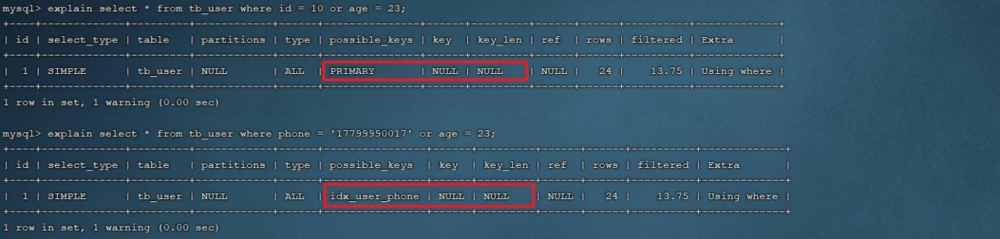 mysql> explain select * from tb_user where id = 10 or age = 23;
+----+-------------+---------+------------+------+---------------+------+---------+------+------+----------+-------------+
| id | select_type | table | partitions | type | possible_keys | key | key_len | ref | rows | filtered | Extra |
+----+-------------+---------+------------+------+---------------+------+---------+------+------+----------+-------------+
| 1 | SIMPLE | tb_user | NULL | ALL | PRIMARY | NULL | NULL | NULL | 24 | 13.75 | Using where |
+----+-------------+---------+------------+------+---------------+------+---------+------+------+----------+-------------+
1 row in set, 1 warning (0.00 sec)
mysql> explain select * from tb_user where phone = '17799990017' or age = 23;
+----+-------------+---------+------------+------+----------------+------+---------+------+------+----------+-------------+
| id | select_type | table | partitions | type | possible_keys | key | key_len | ref | rows | filtered | Extra |
+----+-------------+---------+------------+------+----------------+------+---------+------+------+----------+-------------+
| 1 | SIMPLE | tb_user | NULL | ALL | idx_user_phone | NULL | NULL | NULL | 24 | 13.75 | Using where |
+----+-------------+---------+------------+------+----------------+------+---------+------+------+----------+-------------+
1 row in set, 1 warning (0.00 sec)